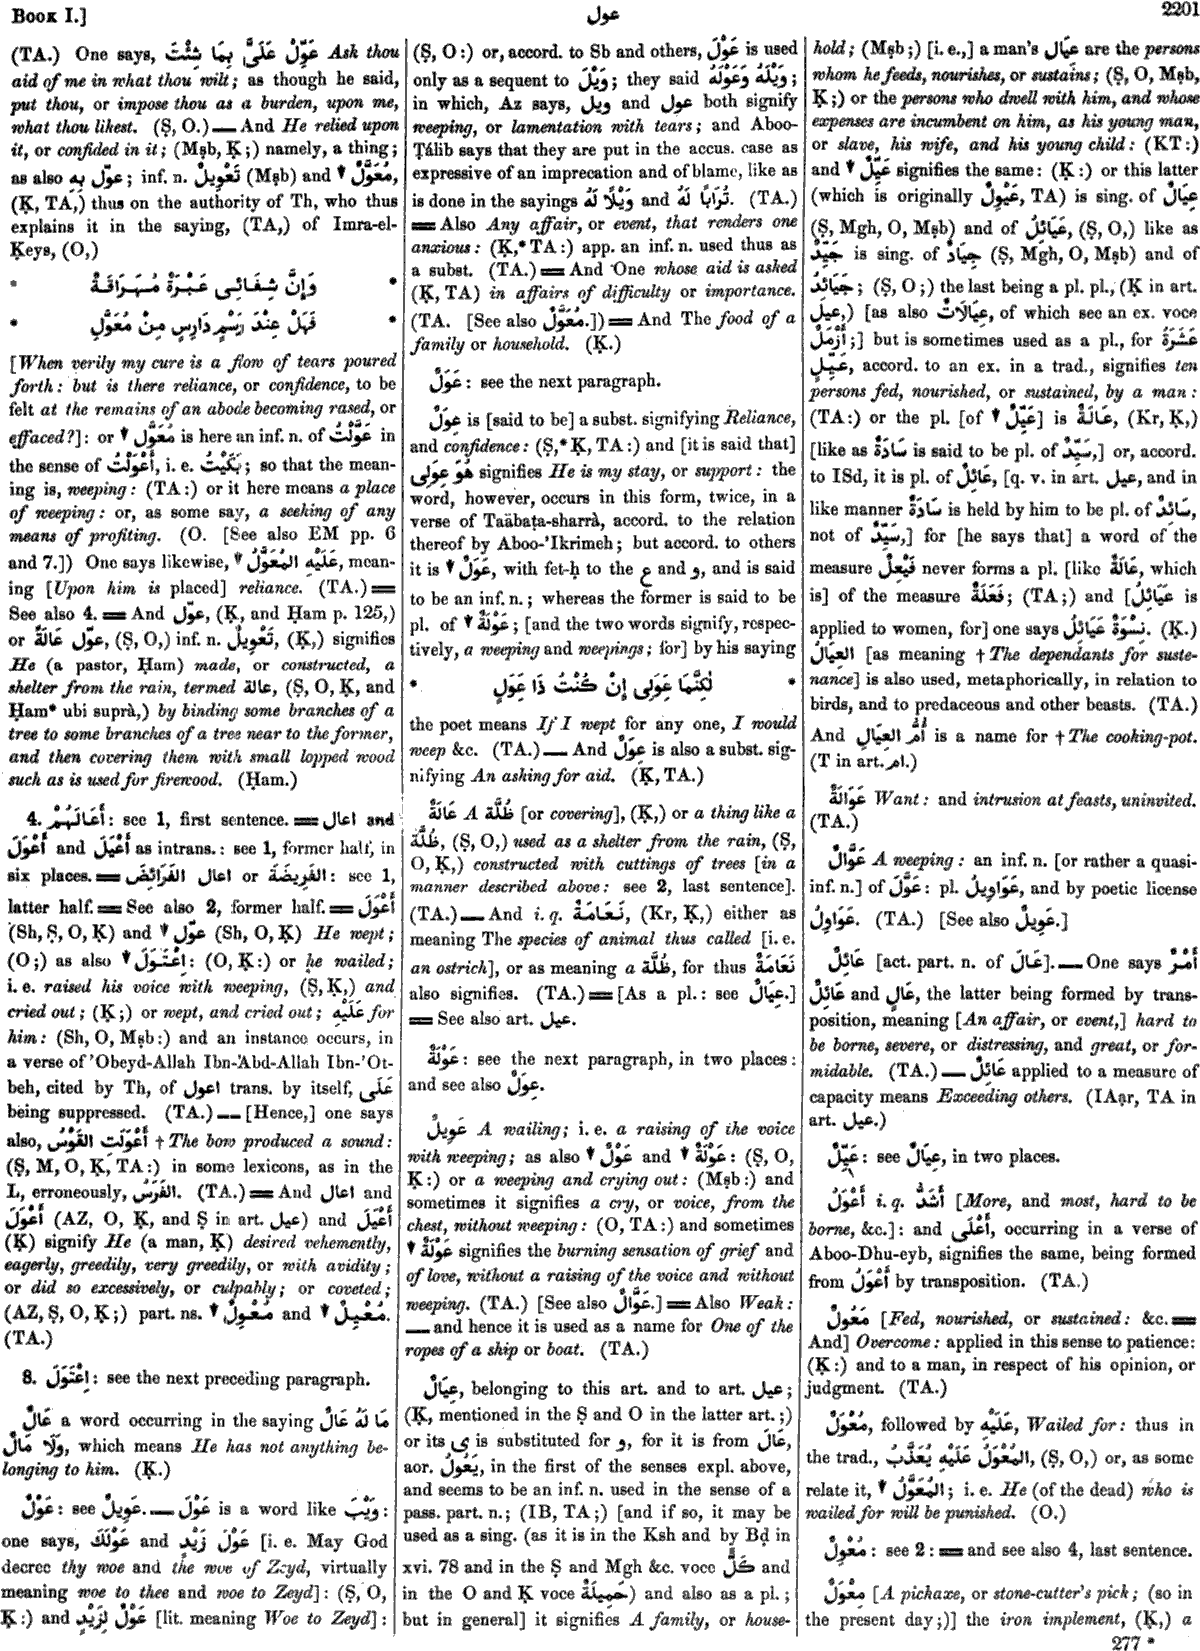 Book I.]
عول
2201
(TA.) One says, عَوِّلْ عَلَىَّ بِمَا شِئْتَ Ask thou
aid of me in what thou wilt; as though he said,
put thou, or impose thou as a burden, upon me,
what thou likest. (Ṣ, O.) — And He relied upon
it, or confided in it; (Mṣb, Ḳ;) namely, a thing;
as also عوّل بِهِ; inf. n. تَعْوِيلٌ (Mṣb) and ▼ مُعَوَّلٌ,
(Ḳ, TA,) thus on the authority of Th, who thus
explains it in the saying, (TA,) of Imra-el-
Ḳeys, (O,)
* وَإِنَّ شِفَائِى عَبْرَةٌ مُهَرَاقَةٌ *
* فَهَلْ عِنْدَ رَسْمٍ دَارِسٍ مِنْ مُعَوَّلِ *
[When verily my cure is a flow of tears poured
forth: but is there reliance, or confidence, to be
felt at the remains of an abode becoming rased, or
effaced?]: or ▼ مُعَوَّل is here an inf. n. of عَوَّلْتُ in
the sense of أَعْوَلْتُ, i. e. بَكَيْتُ; so that the mean-
ing is, weeping: (TA:) or it here means a place
of weeping: or, as some say, a seeking of any
means of profiting. (O. [See also EM pp. 6
and 7.]) One says likewise, ▼ عَلَيْهِ المُعَوَّلُ, mean-
ing [Upon him is placed] reliance. (TA.) ═
See also 4. ═ And عوّل, (Ḳ, and Ḥam p. 125,)
or عوّل عَالَةً, (Ṣ, O,) inf. n. تَعْوِيلٌ, (Ḳ,) signifies
He (a pastor, Ḥam) made, or constructed, a
shelter from the rain, termed عالة, (Ṣ, O, Ḳ, and
Ḥam* ubi suprà,) by binding some branches of a
tree to some branches of a tree near to the former,
and then covering them with small lopped wood
such as is used for firewood. (Ḥam.)
4. أَعَالَهُمْ: see 1, first sentence. ═ اعال and
أَعْوَلَ and أَعْيَلَ as intrans.: see 1, former half, in
six places. ═ اعال الفَرَائِضَ or الفَرِيضَةَ: see 1,
latter half. ═ See also 2, former half. ═ أَعْوَلَ
(Sh, Ṣ, O, Ḳ) and ▼ عوّل (Sh, O, Ḳ) He wept;
(O;) as also ▼ اِعْتَوَلَ: (O, Ḳ:) or he wailed;
i. e. raised his voice with weeping, (Ṣ, Ḳ,) and
cried out; (Ḳ;) or wept, and cried out; عَلَيْهِ for
him: (Sh, O, Mṣb:) and an instance occurs, in
a verse of 'Obeyd-Allah Ibn-'Abd-Allah Ibn-'Ot-
beh, cited by Th, of اعول trans. by itself, عَلَى
being suppressed. (TA.) — [Hence,] one says
also, أَعْوَلَتِ القَوْسُ † The bow produced a sound:
(Ṣ, M, O, Ḳ, TA:) in some lexicons, as in the
L, erroneously, الفَرَسُ. (TA.) ═ And اعال and
أَعْوَلَ (AZ, O, Ḳ, and Ṣ in art. عيل) and أَعْيَلَ
(Ḳ) signify He (a man, Ḳ) desired vehemently,
eagerly, greedily, very greedily, or with avidity;
or did so excessively, or culpably; or coveted;
(AZ, Ṣ, O, Ḳ;) part. ns. ▼ مُعْوِلٌ and ▼ مُعْيِلٌ.
(TA.)
8. اِعْتَوَلَ: see the next preceding paragraph.
عَالٌ a word occurring in the saying مَا لَهُ عَالٌ
وَلَا مَالٌ, which means He has not anything be-
longing to him. (Ḳ.)
عَوْلٌ: see عَوِيلٌ. — عَوْلَ is a word like وَيْبَ:
one says, عَوْلَكَ and عَوْلَ زَيْدٍ [i. e. May God
decree thy woe and the woe of Zeyd, virtually
meaning woe to thee and woe to Zeyd]: (Ṣ, O,
Ḳ:) and عَوْلٌ لِزَيْدٍ [lit. meaning Woe to Zeyd]:
(Ṣ, O:) or, accord. to Sb and others, عَوْلَ is used
only as a sequent to وَيْل; they said وَيْلَهُ وَعَوْلَهُ;
in which, Az says, ويل and عول both signify
weeping, or lamentation with tears; and Aboo-
Ṭálib says that they are put in the accus. case as
expressive of an imprecation and of blame, like as
is done in the sayings وَيْلًا لَهُ and تُرَابًا لَهُ. (TA.)
═ Also Any affair, or event, that renders one
anxious: (Ḳ,* TA:) app. an inf. n. used thus as
a subst. (TA.) ═ And One whose aid is asked
(Ḳ, TA) in affairs of difficulty or importance.
(TA. [See also مُعَوَّلٌ.]) ═ And The food of a
family or household. (Ḳ.)
عَوَلٌ: see the next paragraph.
عِوَلٌ is [said to be] a subst. signifying Reliance,
and confidence: (Ṣ,* Ḳ, TA:) and [it is said that]
هُوَ عِوَلِى signifies He is my stay, or support: the
word, however, occurs in this form, twice, in a
verse of Taäbaṭa-sharrà, accord. to the relation
thereof by Aboo-'Ikrimeh; but accord. to others
it is ▼ عَوَلٌ, with fet-ḥ to the ع and و, and is said
to be an inf. n.; whereas the former is said to be
pl. of ▼ عَوْلَةٌ; [and the two words signify, respec-
tively, a weeping and weepings; for] by his saying
* لٰكِنَّمَا عِوَلِى إِنْ كُنْتُ ذَا عِوَلٍ *
the poet means If I wept for any one, I would
weep &c. (TA.) — And عِوَلٌ is also a subst. sig-
nifying An asking for aid. (Ḳ, TA.)
عَالَةٌ A ظُلَّة [or covering], (Ḳ,) or a thing like a
ظُلَّة, (Ṣ, O,) used as a shelter from the rain, (Ṣ,
O, Ḳ,) constructed with cuttings of trees [in a
manner described above: see 2, last sentence].
(TA.) — And i. q. نَعَامَةٌ, (Kr, Ḳ,) either as
meaning The species of animal thus called [i. e.
an ostrich], or as meaning a ظُلَّة, for thus نَعَامَةٌ
also signifies. (TA.) ═ [As a pl.: see عِيَالٌ.]
═ See also art. عيل.
عَوْلَةٌ: see the next paragraph, in two places:
and see also عِوَلٌ.
عَوِيلٌ A wailing; i. e. a raising of the voice
with weeping; as also ▼ عَوْلٌ and ▼ عَوْلَةٌ: (Ṣ, O,
Ḳ:) or a weeping and crying out: (Mṣb:) and
sometimes it signifies a cry, or voice, from the
chest, without weeping: (O, TA:) and sometimes
▼ عَوْلَةٌ signifies the burning sensation of grief and
of love, without a raising of the voice and without
weeping. (TA.) [See also عَوَّالٌ.] ═ Also Weak:
— and hence it is used as a name for One of the
ropes of a ship or boat. (TA.)
عِيَالٌ, belonging to this art. and to art. عيل;
(Ḳ, mentioned in the Ṣ and O in the latter art.;)
or its ى is substituted for و, for it is from عَالَ,
aor. يَعُولُ, in the first of the senses expl. above,
and seems to be an inf. n. used in the sense of a
pass. part. n.; (IB, TA;) [and if so, it may be
used as a sing. (as it is in the Ksh and by Bḍ in
xvi. 78 and in the Ṣ and Mgh &c. voce كَلٌّ and
in the O and Ḳ voce حَمِيلَةٌ) and also as a pl.;
but in general] it signifies A family, or house-
hold; (Mṣb;) [i. e.,] a man's عِيَال are the persons
whom he feeds, nourishes, or sustains; (Ṣ, O, Mṣb,
Ḳ;) or the persons who dwell with him, and whose
expenses are incumbent on him, as his young man,
or slave, his wife, and his young child: (KT:)
and ▼ عَيِّلٌ signifies the same: (Ḳ:) or this latter
(which is originally عَيْوِلٌ, TA) is sing. of عِيَالٌ
(Ṣ, Mgh, O, Mṣb) and of عَيَائِلُ, (Ṣ, O,) like as
جَيِّدٌ is sing. of جِيَادٌ (Ṣ, Mgh, O, Mṣb) and of
جَيَائِدُ; (Ṣ, O;) the last being a pl. pl., (Ḳ in art.
عيل,) [as also عِيَالَاتٌ, of which see an ex. voce
أَزْمَلٌ;] but is sometimes used as a pl., for عَشَرَةُ
عَيِّلٍ, accord. to an ex. in a trad., signifies ten
persons fed, nourished, or sustained, by a man:
(TA:) or the pl. [of ▼ عَيِّلٌ] is عَالَةٌ, (Kr, Ḳ,)
[like as سَادَةٌ is said to be pl. of سَيِّدٌ,] or, accord.
to ISd, it is pl. of عَائِلٌ, [q. v. in art. عيل, and in
like manner سَادَةٌ is held by him to be pl. of سَائِدٌ,
not of سَيِّدٌ,] for [he says that] a word of the
measure فَيْعِلٌ never forms a pl. [like عَالَةٌ, which
is] of the measure فَعَلَةٌ; (TA;) and [عَيَائِلُ is
applied to women, for] one says نِسْوَةٌ عَيَائِلُ. (Ḳ.)
العِيَالُ [as meaning † The dependants for suste-
nance] is also used, metaphorically, in relation to
birds, and to predaceous and other beasts. (TA.)
And أُمُّ العِيَالِ is a name for † The cooking-pot.
(T in art. ام.)
عَوَالَةٌ Want: and intrusion at feasts, uninvited.
(TA.)
عَوَّالٌ A weeping: an inf. n. [or rather a quasi-
inf. n.] of عَوَّلَ: pl. عَوَاوِيلُ, and by poetic license
عَوَاوِلُ. (TA.) [See also عَوِيلٌ.]
عَائِلٌ [act. part. n. of عَالَ]. — One says أَمْرٌ
عَائِلٌ and عَالٍ, the latter being formed by trans-
position, meaning [An affair, or event,] hard to
be borne, severe, or distressing, and great, or for-
midable. (TA.) — عَائِلٌ applied to a measure of
capacity means Exceeding others. (IAạr, TA in
art. عيل.)
عَيِّلٌ: see عِيَالٌ, in two places.
أَعْوَلُ i. q. أَشَدُّ [More, and most, hard to be
borne, &c.]: and أَعْلَى, occurring in a verse of
Aboo-Dhu-eyb, signifies the same, being formed
from أَعْوَلُ by transposition. (TA.)
مَعُولٌ [Fed, nourished, or sustained: &c. ═
And] Overcome: applied in this sense to patience:
(Ḳ:) and to a man, in respect of his opinion, or
judgment. (TA.)
مُعْوَلٌ, followed by عَلَيْهِ, Wailed for: thus in
the trad., المُعْوَلُ عَلَيْهِ يُعَذَّبُ, (Ṣ, O,) or, as some
relate it, ▼ المُعَوَّلُ; i. e. He (of the dead) who is
wailed for will be punished. (O.)
مُعْوِلٌ: see 2: ═ and see also 4, last sentence.
مِعْوَلٌ [A pickaxe, or stone-cutter's pick; (so in
the present day;)] the iron implement, (Ḳ,) a
277 *